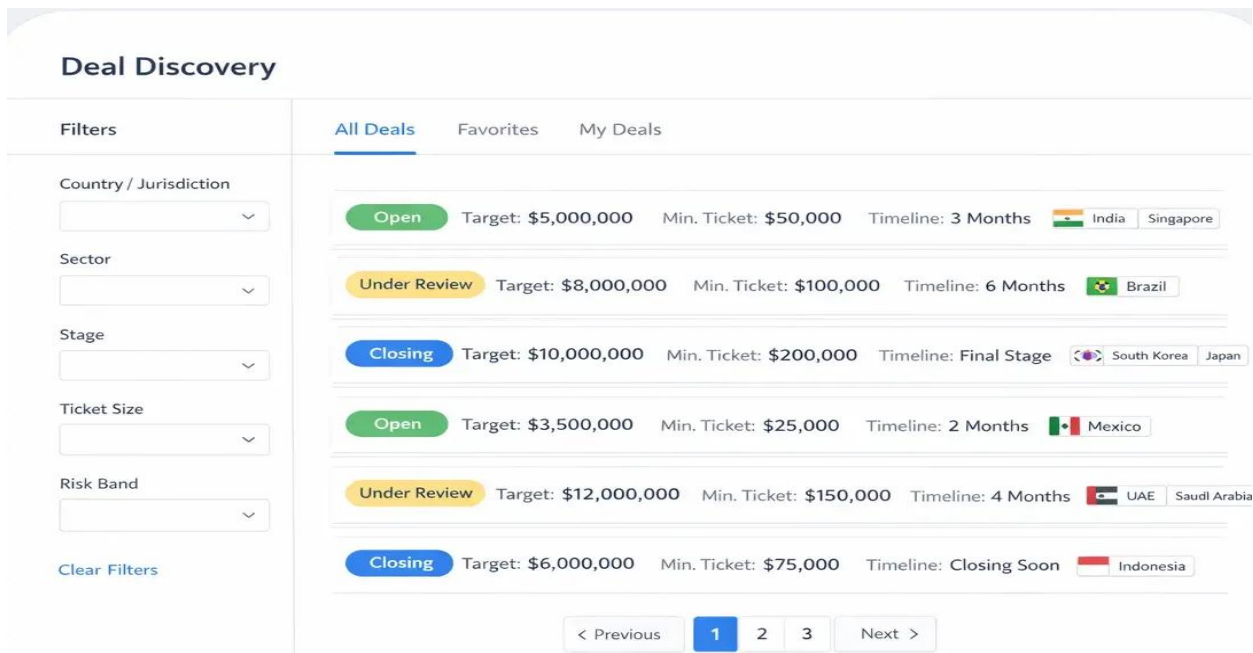 Deal Discovery
Filters
All Deals Favorites My Deals
Country / Jurisdiction
Sector
Stage
Ticket Size
Risk Band
Clear Filters
Open Target: $5,000,000 Min. Ticket: $50,000 Timeline: 3 Months India Singapore
Under Review Target: $8,000,000 Min. Ticket: $100,000 Timeline: 6 Months Brazil
Closing Target: $10,000,000 Min. Ticket: $200,000 Timeline: Final Stage South Korea Japan
Open Target: $3,500,000 Min. Ticket: $25,000 Timeline: 2 Months Mexico
Under Review Target: $12,000,000 Min. Ticket: $150,000 Timeline: 4 Months UAE Saudl Arabia
Closing Target: $6,000,000 Min. Ticket: $75,000 Timeline: Closing Soon Indonesia
< Previous 1 2 3 Next >